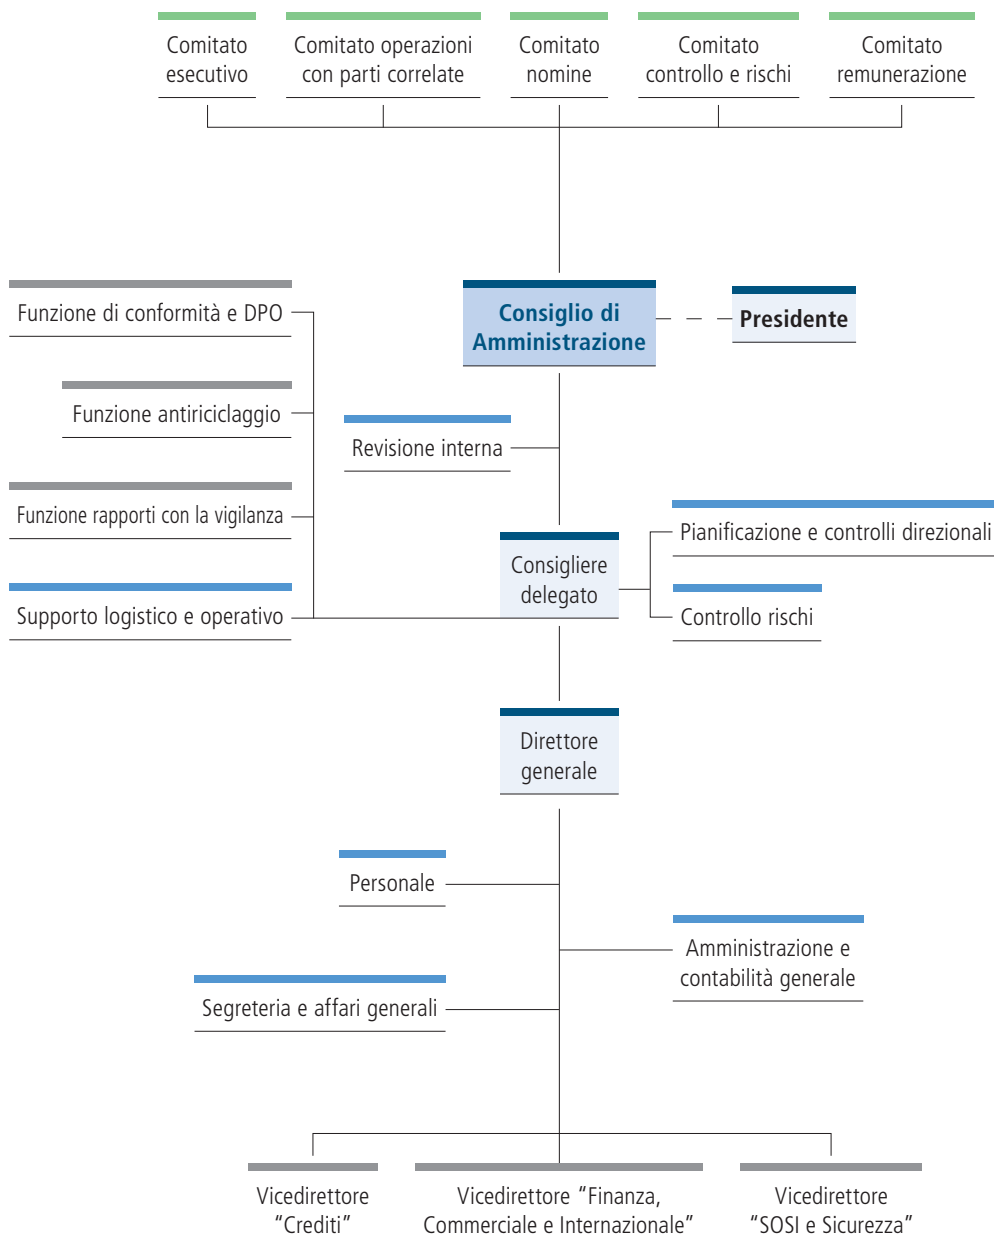 Comitato
esecutivo
Comitato operazioni
con parti correlate
Comitato
nomine
Comitato
controllo e rischi
Comitato
remunerazione
Funzione di conformità e DPO
Consiglio di
Amministrazione
Presidente
Funzione antiriciclaggio
Revisione interna
Funzione rapporti con la vigilanza
Pianificazione e controlli direzionali
Consigliere
delegato
Supporto logistico e operativo
Controllo rischi
Direttore
generale
Personale
Amministrazione e
contabilità generale
Segreteria e affari generali
Vicedirettore
"Crediti"
Vicedirettore "Finanza,
Commerciale e Internazionale"
Vicedirettore
"SOSI e Sicurezza"